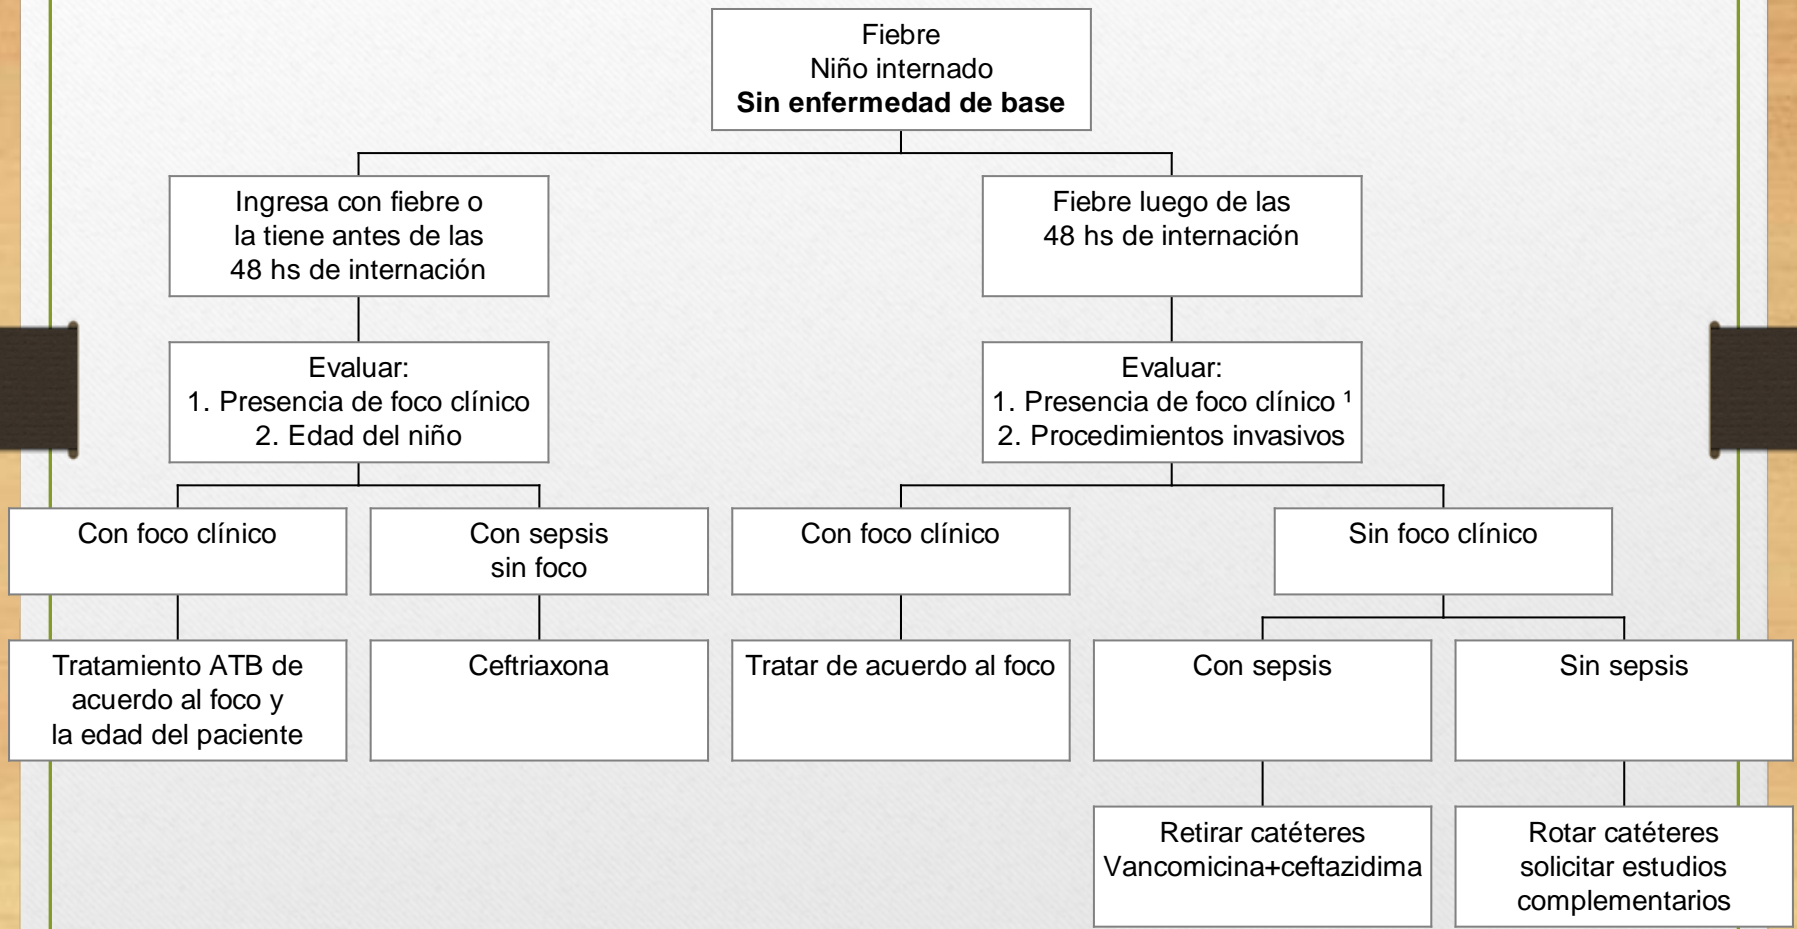 Fiebre
Niño internado
Sin enfermedad de base
Ingresa con fiebre o
la tiene antes de las
48 hs de internación
Fiebre luego de las
48 hs de internación
Evaluar:
1. Presencia de foco clínico
2. Edad del niño
Evaluar:
1. Presencia de foco clínico ¹
2. Procedimientos invasivos
Con foco clínico
Con sepsis
sin foco
Con foco clínico
Sin foco clínico
Tratamiento ATB de
acuerdo al foco y
la edad del paciente
Ceftriaxona
Tratar de acuerdo al foco
Con sepsis
Sin sepsis
Retirar catéteres
Vancomicina+ceftazidima
Rotar catéteres
solicitar estudios
complementarios